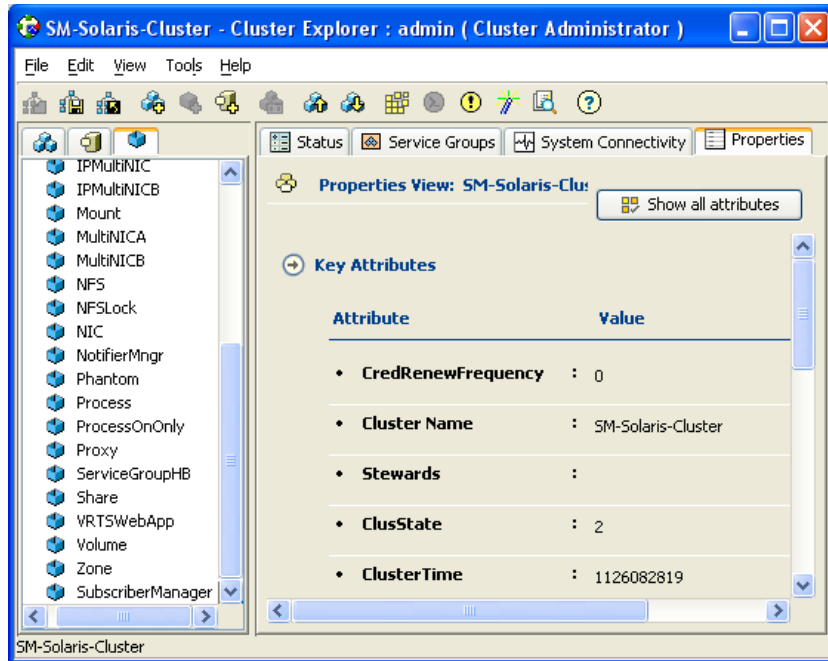 SM-Solaris-Cluster - Cluster Explorer : admin ( Cluster Administrator )
File Edit View Tools Help
Status Service Groups System Connectivity Properties
IPMultiNIC
IPMultiNICB
Mount
MultiNICA
MultiNICB
NFS
NFSLock
NIC
NotifierMngr
Phantom
Process
ProcessOnOnly
Proxy
ServiceGroupHB
Share
VRTSWebApp
Volume
Zone
SubscriberManager
Properties View: SM-Solaris-Clus
Show all attributes
Key Attributes
Attribute Value
• CredRenewFrequency : 0
• Cluster Name : SM-Solaris-Cluster
• Stewards :
• ClusState : 2
• ClusterTime : 1126082819
SM-Solaris-Cluster